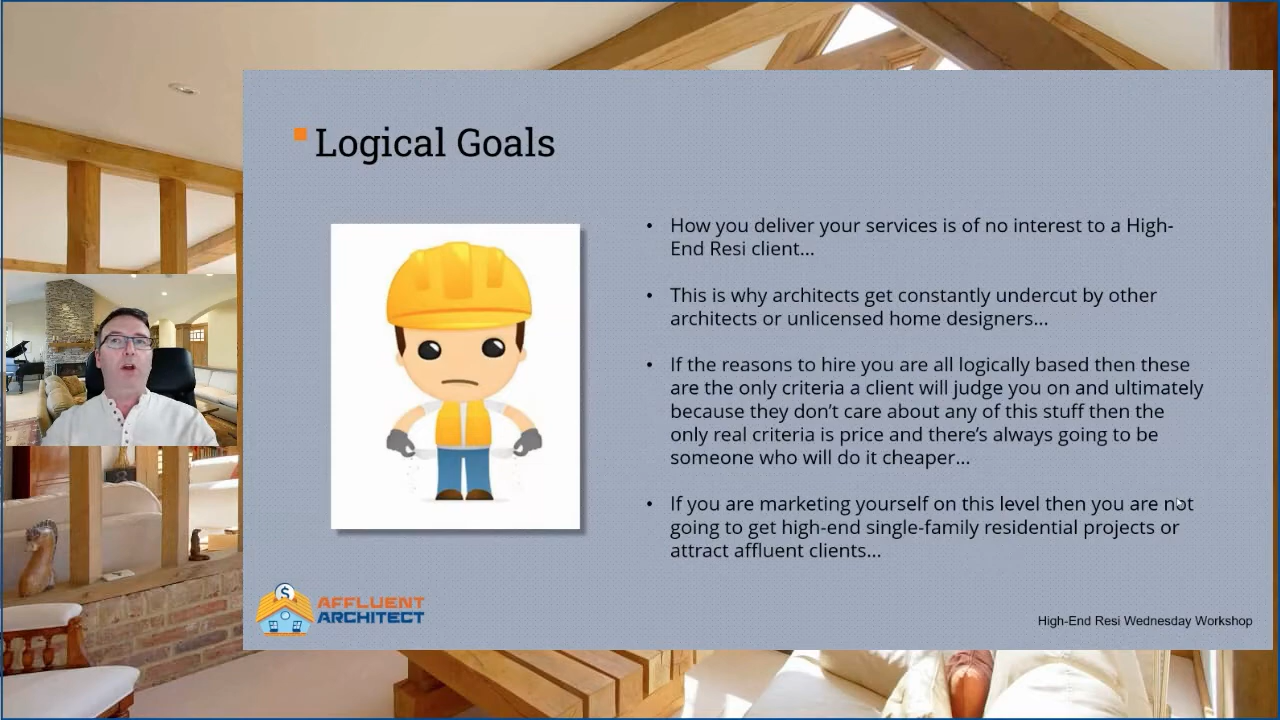 Logical Goals
• How you deliver your services is of no interest to a High-
End Resi client...
• This is why architects get constantly undercut by other
architects or unlicensed home designers...
• If the reasons to hire you are all logically based then these
are the only criteria a client will judge you on and ultimately
because they don’t care about any of this stuff then the
only real criteria is price and there’s always going to be
someone who will do it cheaper...
• If you are marketing yourself on this level then you are not
going to get high-end single-family residential projects or
attract affluent clients...
$
AFFLUENT
ARCHITECT
High-End Resi Wednesday Workshop